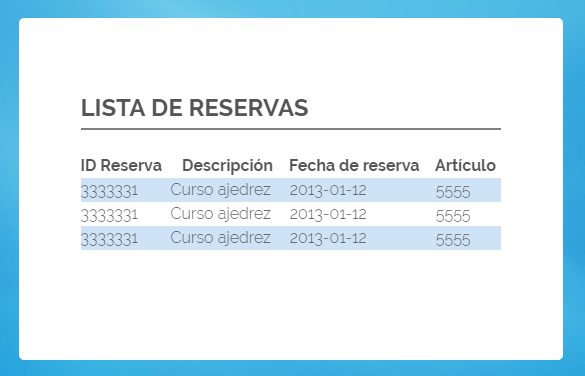 LISTA DE RESERVAS
ID Reserva Descripción Fecha de reserva Artículo
3333331 Curso ajedrez 2013-01-12 5555
3333331 Curso ajedrez 2013-01-12 5555
3333331 Curso ajedrez 2013-01-12 5555